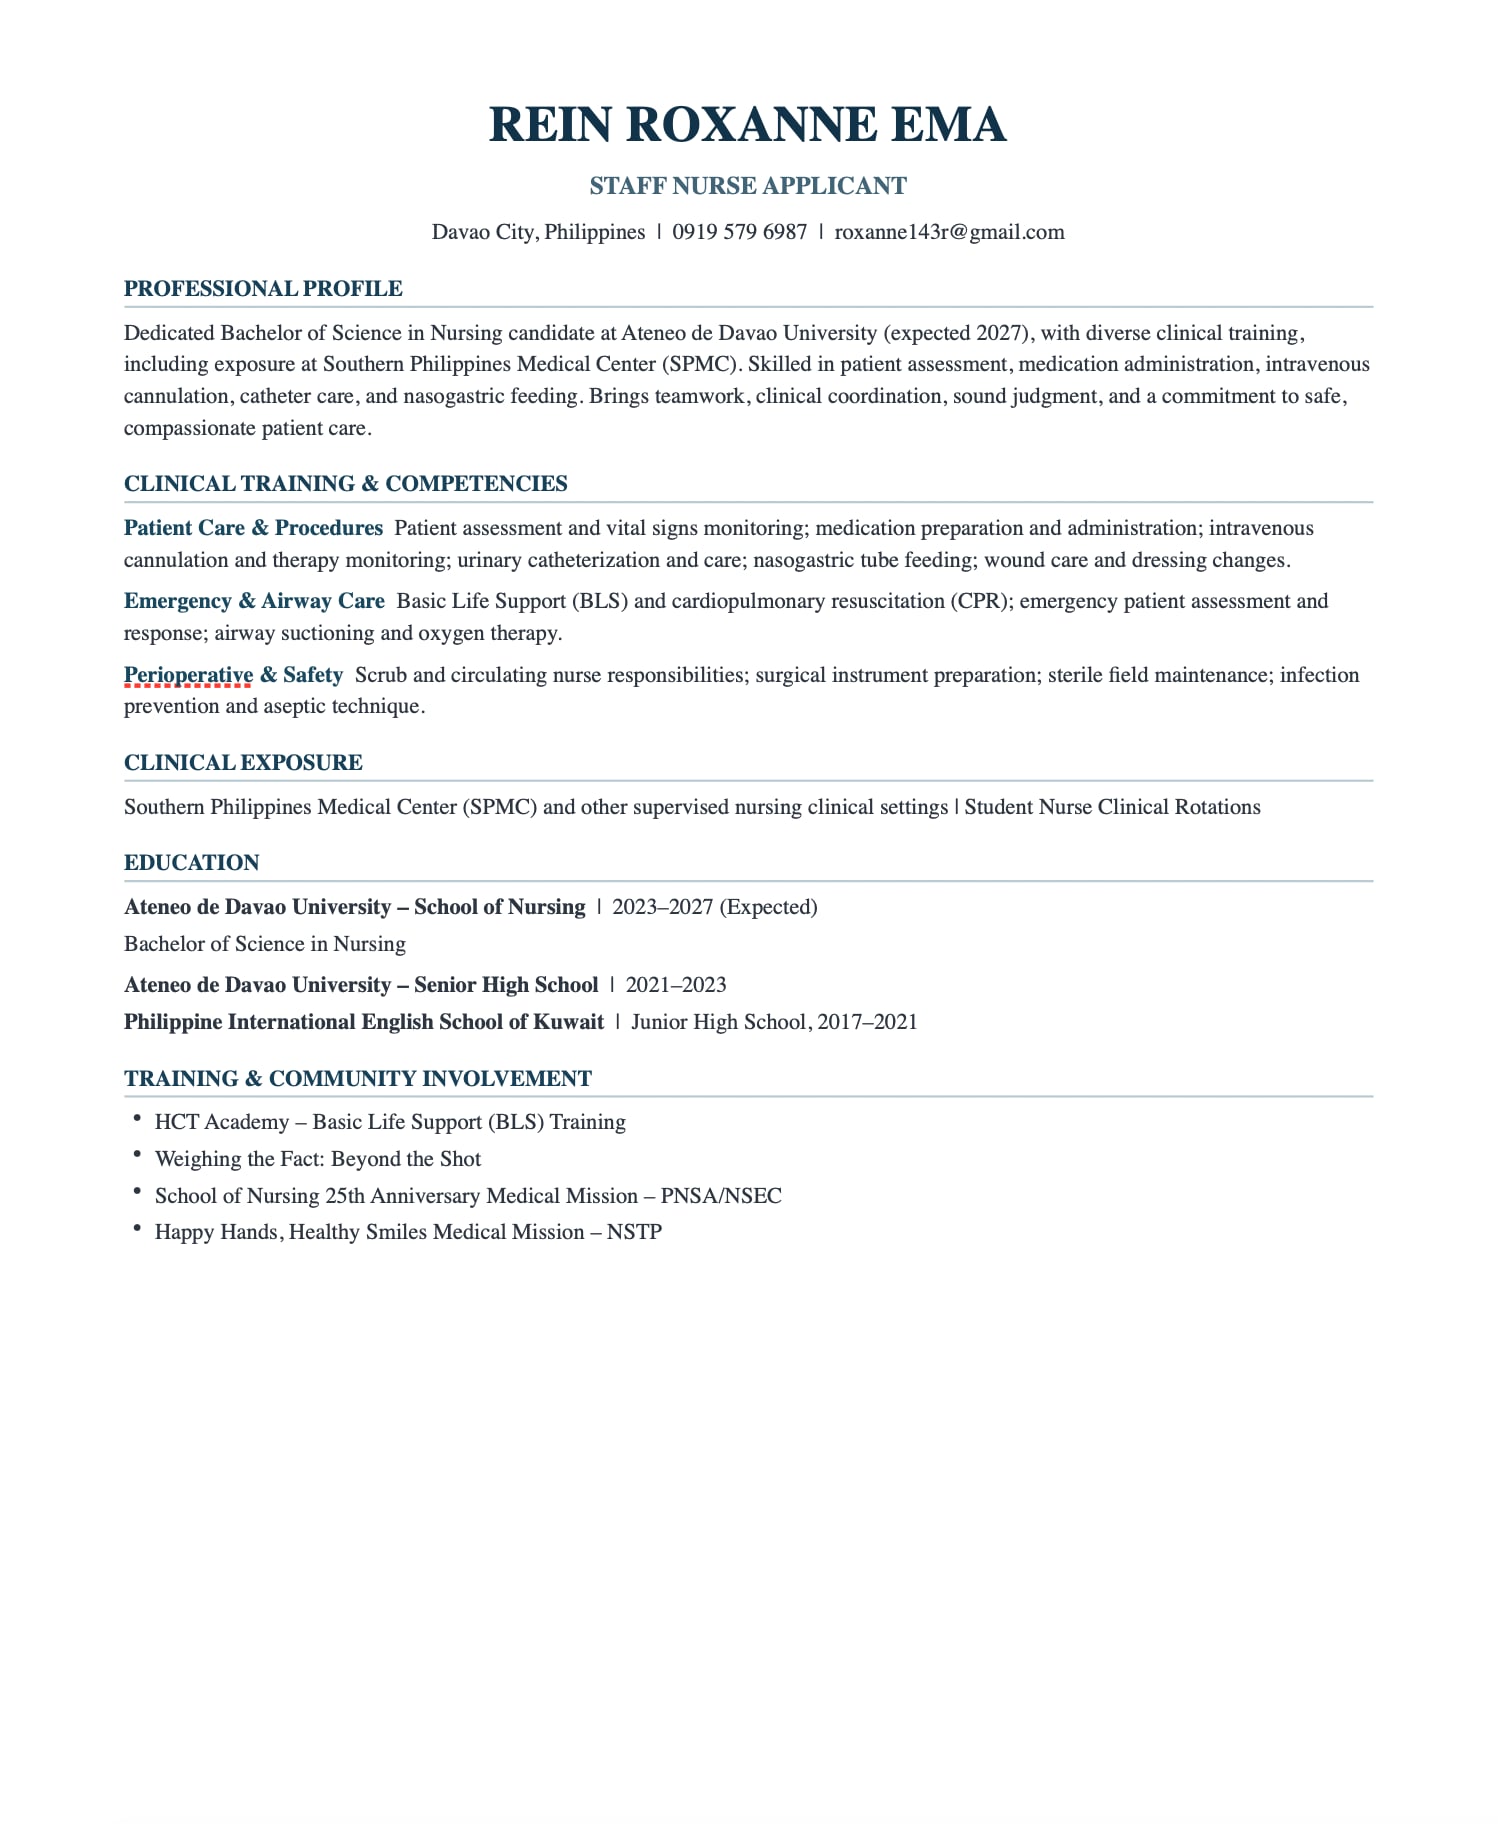 REIN ROXANNE EMA
STAFF NURSE APPLICANT
Davao City, Philippines | 0919 579 6987 | roxanne143r@gmail.com
PROFESSIONAL PROFILE
Dedicated Bachelor of Science in Nursing candidate at Ateneo de Davao University (expected 2027), with diverse clinical training,
including exposure at Southern Philippines Medical Center (SPMC). Skilled in patient assessment, medication administration, intravenous
cannulation, catheter care, and nasogastric feeding. Brings teamwork, clinical coordination, sound judgment, and a commitment to safe,
compassionate patient care.
CLINICAL TRAINING & COMPETENCIES
Patient Care & Procedures Patient assessment and vital signs monitoring; medication preparation and administration; intravenous
cannulation and therapy monitoring; urinary catheterization and care; nasogastric tube feeding; wound care and dressing changes.
Emergency & Airway Care Basic Life Support (BLS) and cardiopulmonary resuscitation (CPR); emergency patient assessment and
response; airway suctioning and oxygen therapy.
Perioperative & Safety Scrub and circulating nurse responsibilities; surgical instrument preparation; sterile field maintenance; infection
prevention and aseptic technique.
CLINICAL EXPOSURE
Southern Philippines Medical Center (SPMC) and other supervised nursing clinical settings | Student Nurse Clinical Rotations
EDUCATION
Ateneo de Davao University – School of Nursing | 2023–2027 (Expected)
Bachelor of Science in Nursing
Ateneo de Davao University – Senior High School | 2021–2023
Philippine International English School of Kuwait | Junior High School, 2017–2021
TRAINING & COMMUNITY INVOLVEMENT
• HCT Academy – Basic Life Support (BLS) Training
• Weighing the Fact: Beyond the Shot
• School of Nursing 25th Anniversary Medical Mission – PNSA/NSEC
• Happy Hands, Healthy Smiles Medical Mission – NSTP